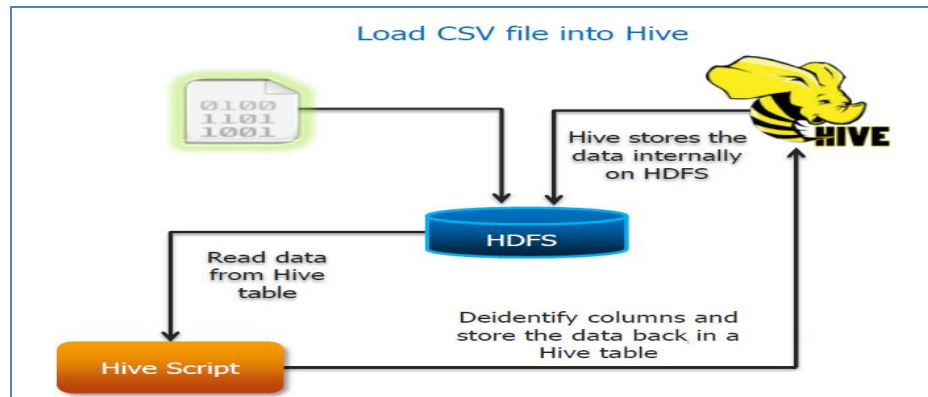 Load CSV file into Hive
0100
1101
1001
HIVE
Hive stores the
data internally
on HDFS
HDFS
Read data
from Hive
table
Deidentify columns and
store the data back in a
Hive table
Hive Script